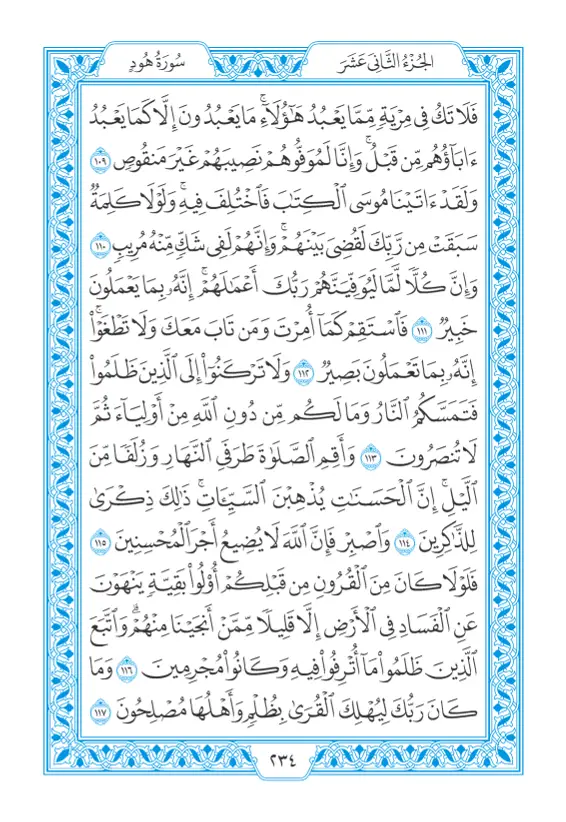 الجُزْءُ الثَّانِي عَشَرَ
سُورَةُ هُودٍ
فَلَا تَكُ فِي مِرْيَةٍ مِّمَّا يَعْبُدُ هَٰٓؤُلَآءِۚ مَا يَعْبُدُونَ إِلَّا كَمَا يَعْبُدُ
ءَابَآؤُهُم مِّن قَبْلُۚ وَإِنَّا لَمُوَفُّوهُمْ نَصِيبَهُمْ غَيْرَ مَنقُوصٍ ١٠٩
وَلَقَدْ ءَاتَيْنَا مُوسَى ٱلْكِتَٰبَ فَٱخْتُلِفَ فِيهِۚ وَلَوْلَا كَلِمَةٌ
سَبَقَتْ مِن رَّبِّكَ لَقُضِيَ بَيْنَهُمْۚ وَإِنَّهُمْ لَفِي شَكٍّ مِّنْهُ مُرِيبٍ ١١٠
وَإِنَّ كُلًّا لَّمَّا لَيُوَفِّيَنَّهُمْ رَبُّكَ أَعْمَٰلَهُمْۚ إِنَّهُۥ بِمَا يَعْمَلُونَ
خَبِيرٌ ١١١ فَٱسْتَقِمْ كَمَآ أُمِرْتَ وَمَن تَابَ مَعَكَ وَلَا تَطْغَوْا۟ۚ
إِنَّهُۥ بِمَا تَعْمَلُونَ بَصِيرٌ ١١٢ وَلَا تَرْكَنُوٓا۟ إِلَى ٱلَّذِينَ ظَلَمُوا۟
فَتَمَسَّكُمُ ٱلنَّارُ وَمَا لَكُم مِّن دُونِ ٱللَّهِ مِنْ أَوْلِيَآءَ ثُمَّ
لَا تُنصَرُونَ ١١٣ وَأَقِمِ ٱلصَّلَوٰةَ طَرَفَيِ ٱلنَّهَارِ وَزُلَفًا مِّنَ
ٱلَّيْلِۚ إِنَّ ٱلْحَسَنَٰتِ يُذْهِبْنَ ٱلسَّيِّـَٔاتِۚ ذَٰلِكَ ذِكْرَىٰ
لِلذَّٰكِرِينَ ١١٤ وَٱصْبِرْ فَإِنَّ ٱللَّهَ لَا يُضِيعُ أَجْرَ ٱلْمُحْسِنِينَ ١١٥
فَلَوْلَا كَانَ مِنَ ٱلْقُرُونِ مِن قَبْلِكُمْ أُو۟لُوا۟ بَقِيَّةٍ يَنْهَوْنَ
عَنِ ٱلْفَسَادِ فِي ٱلْأَرْضِ إِلَّا قَلِيلًا مِّمَّنْ أَنجَيْنَا مِنْهُمْۗ وَٱتَّبَعَ
ٱلَّذِينَ ظَلَمُوا۟ مَآ أُتْرِفُوا۟ فِيهِ وَكَانُوا۟ مُجْرِمِينَ ١١٦ وَمَا
كَانَ رَبُّكَ لِيُهْلِكَ ٱلْقُرَىٰ بِظُلْمٍ وَأَهْلُهَا مُصْلِحُونَ ١١٧
٢٣٤